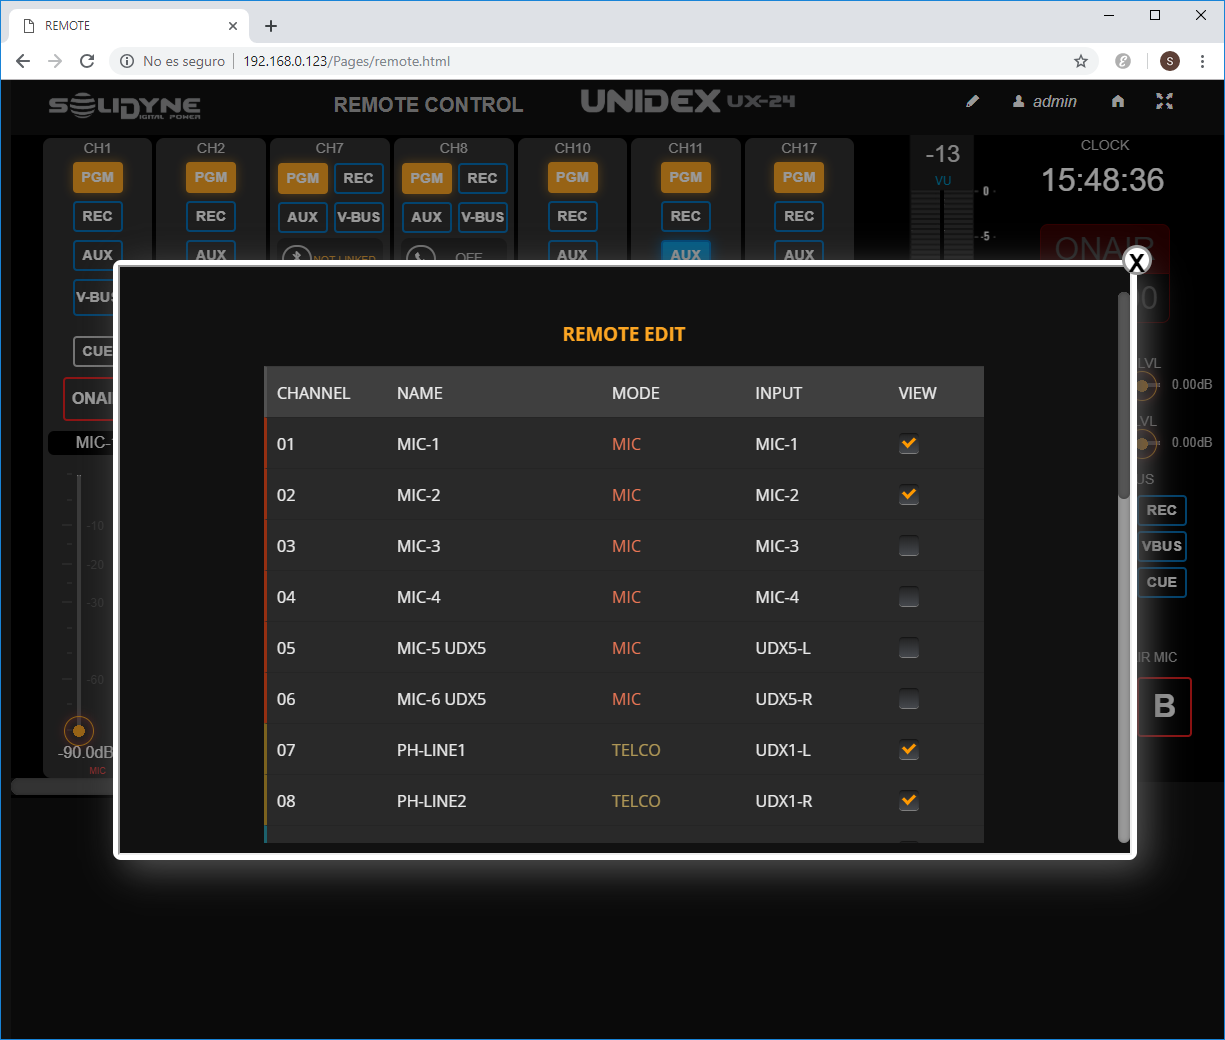 REMOTE
No es seguro | 192.168.0.123/Pages/remote.html
S
SOLIDYNE
DIGITAL POWER
REMOTE CONTROL
UNIDEX UX-24
admin
CH1 CH2 CH7 CH8 CH10 CH11 CH17
-13
CLOCK
PGM PGM PGM REC PGM REC PGM PGM PGM
VU
15:48:36
0
REC REC AUX V-BUS AUX V-BUS REC REC REC
-5
ONAIR
AUX AUX NOT LINKED OFF AUX AUX AUX
X
V-BUS
CUE
ONAI
MIC-
-10
-20
-30
-60
-90.0dB
MIC
REMOTE EDIT
CHANNEL NAME MODE INPUT VIEW
01 MIC-1 MIC MIC-1
02 MIC-2 MIC MIC-2
03 MIC-3 MIC MIC-3
04 MIC-4 MIC MIC-4
05 MIC-5 UDX5 MIC UDX5-L
06 MIC-6 UDX5 MIC UDX5-R
07 PH-LINE1 TELCO UDX1-L
08 PH-LINE2 TELCO UDX1-R
0
LVL
0.00dB
LVL
0.00dB
US
REC
VBUS
CUE
IR MIC
B